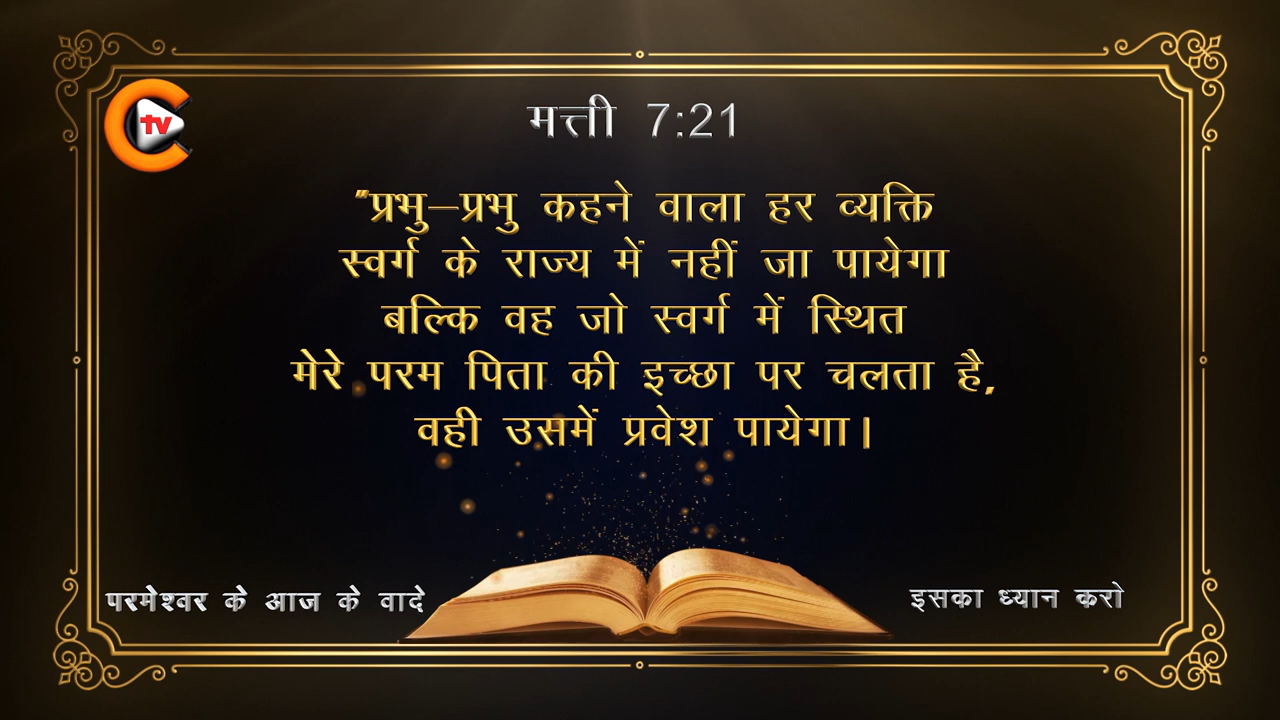 tv
मत्ती 7:21
"प्रभु–प्रभु कहने वाला हर व्यक्ति
स्वर्ग के राज्य में नहीं जा पायेगा
बल्कि वह जो स्वर्ग में स्थित
मेरे परम पिता की इच्छा पर चलता है,
वही उसमें प्रवेश पायेगा।
परमेश्वर के आज के वादे
इसका ध्यान करो